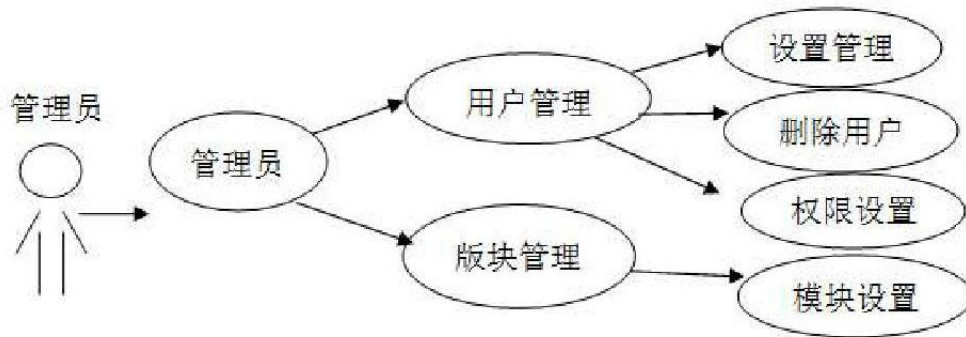 管理员
管理员
用户管理
版块管理
设置管理
删除用户
权限设置
模块设置